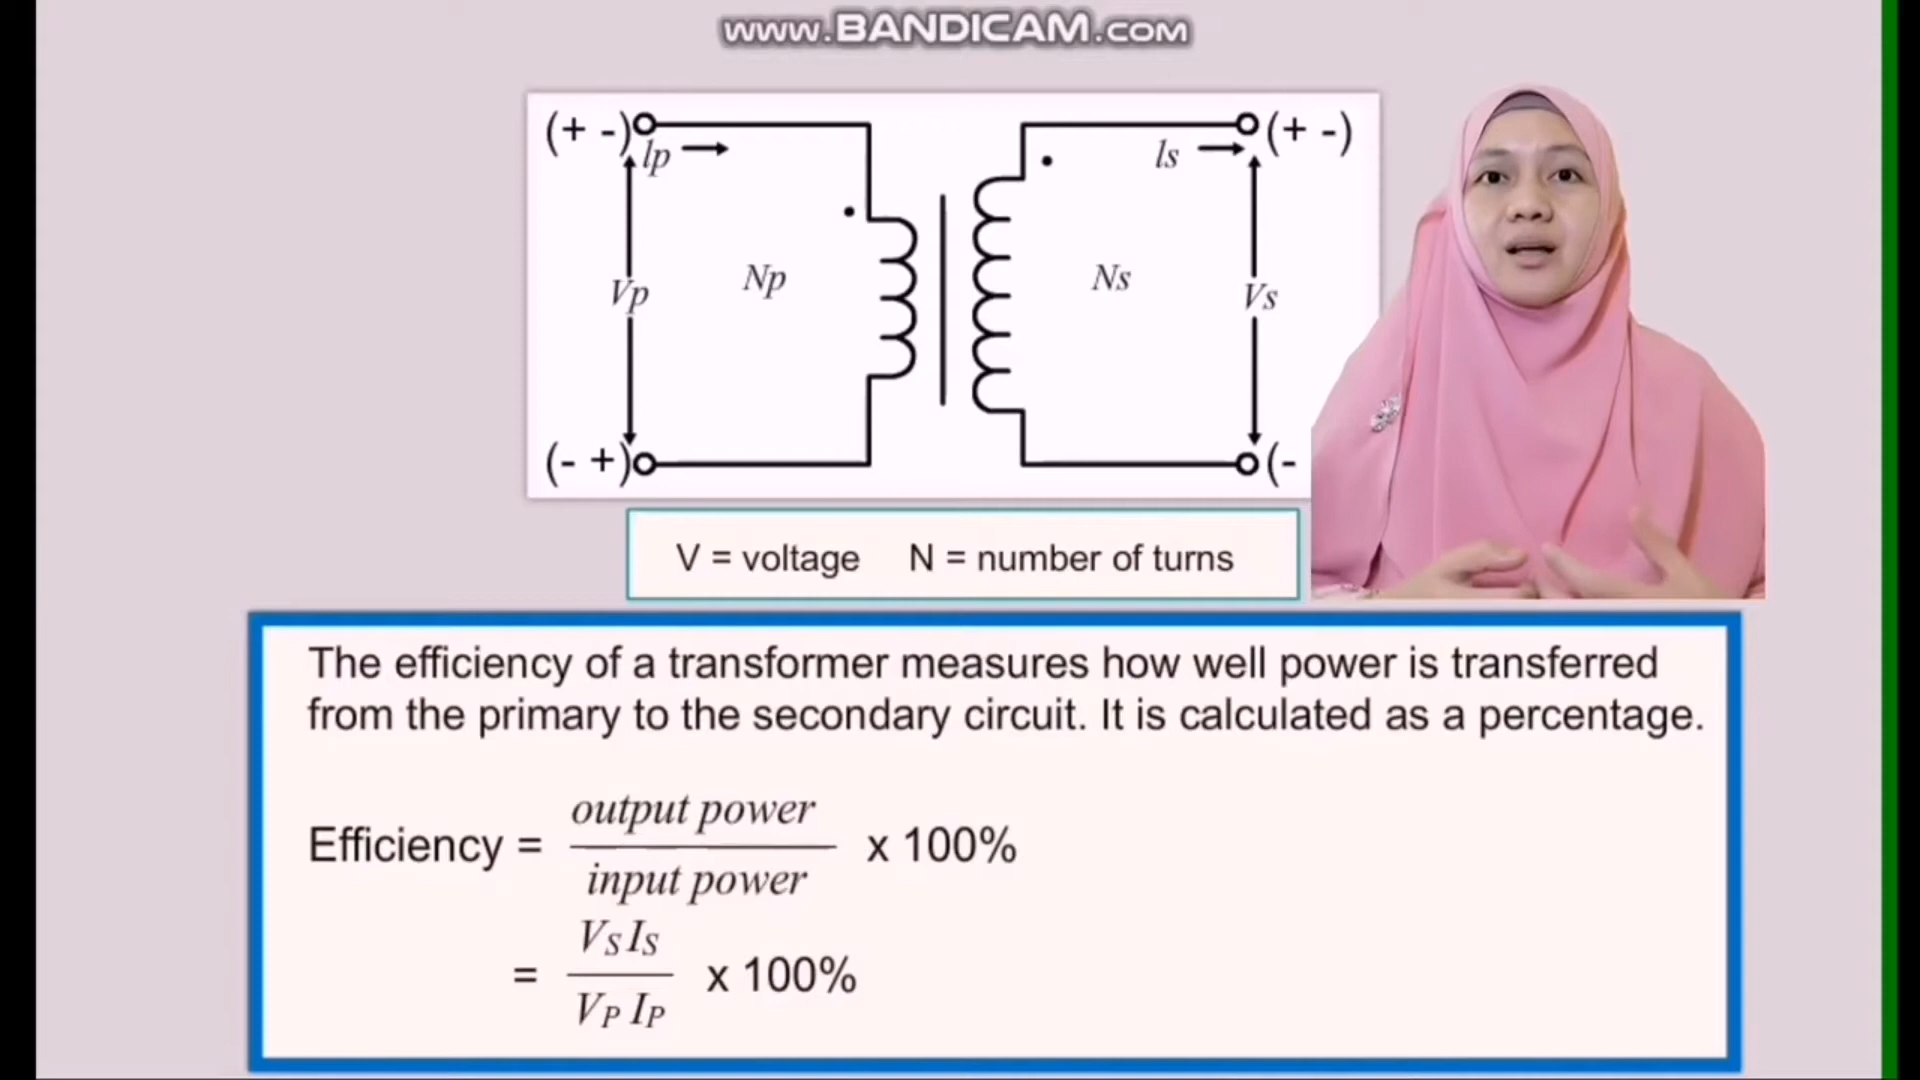 www.BANDICAM.COM
(+ -) (+ -)
Ip Is
Np Ns
Vp Vs
(- +) (-
V = voltage N = number of turns
The efficiency of a transformer measures how well power is transferred
from the primary to the secondary circuit. It is calculated as a percentage.
output power
Efficiency = x 100%
input power
VS IS
= x 100%
VP IP